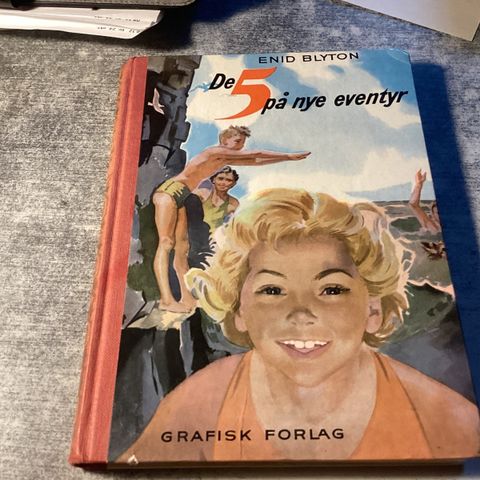 ENID BLYTON
De 5 på nye eventyr
GRAFISK FORLAG